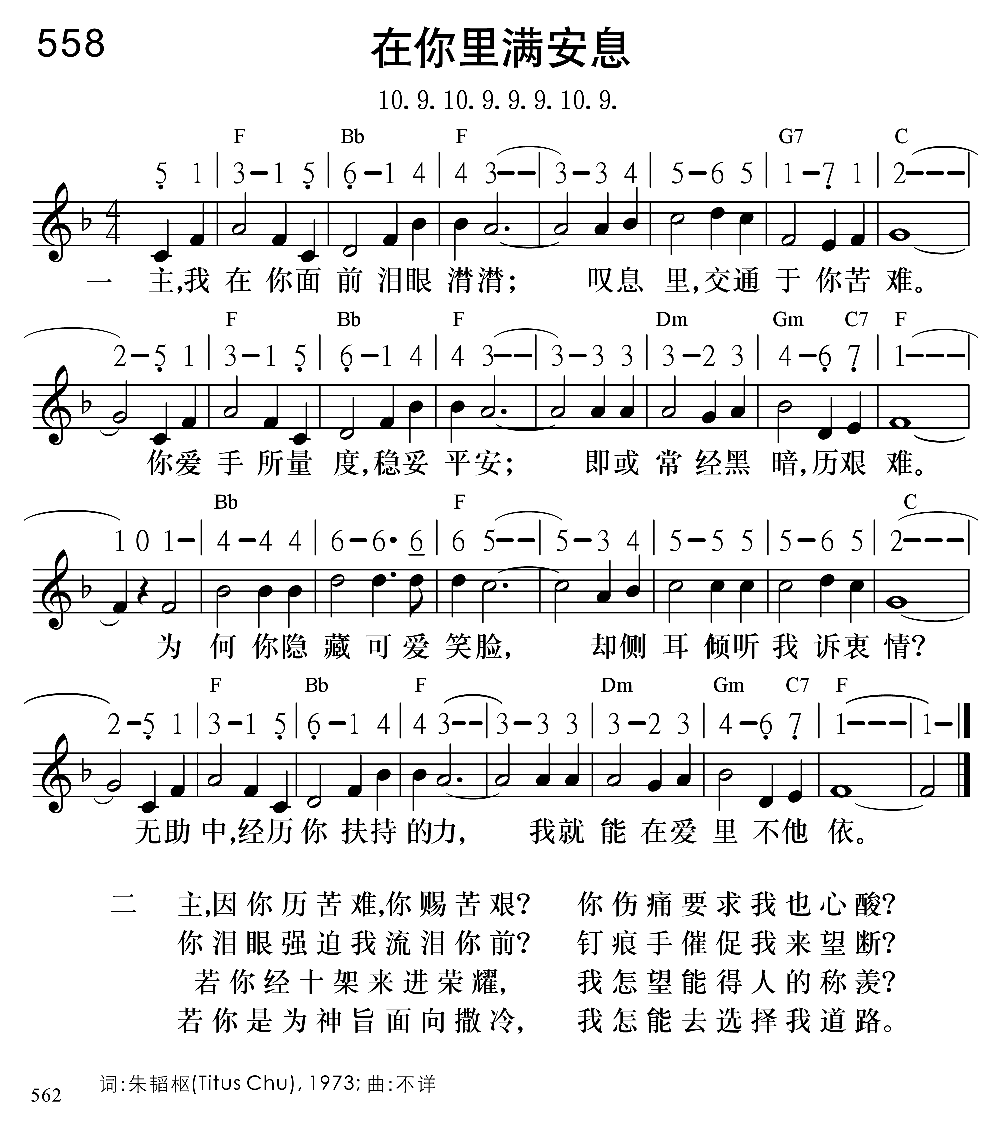 558
在你里满安息
10. 9. 10. 9. 9. 9. 10. 9.
F Bb F G7 C
5 1 | 3-1 5 | 6-1 4 | 4 3-- | 3-3 4 | 5-6 5 | 1-7 1 | 2---
一 主,我 在 你面 前 泪眼 潸潸; 叹息 里,交通 于 你苦 难。
F Bb F Dm Gm C7 F
2-5 1 | 3-1 5 | 6-1 4 | 4 3-- | 3-3 3 | 3-2 3 | 4-6 7 | 1---
你爱 手 所量 度,稳妥 平安; 即或 常 经黑 暗,历艰 难。
Bb F C
1 0 1- | 4-4 4 | 6-6· 6 | 6 5-- | 5-3 4 | 5-5 5 | 5-6 5 | 2---
为 何 你隐 藏 可 爱 笑脸, 却侧 耳 倾听 我 诉衷 情?
F Bb F Dm Gm C7 F
2-5 1 | 3-1 5 | 6-1 4 | 4 3-- | 3-3 3 | 3-2 3 | 4-6 7 | 1--- | 1-
无助 中,经历 你 扶持 的力, 我就 能 在爱 里 不他 依。
二 主,因你历苦难,你赐苦艰? 你伤痛要求我也心酸?
你泪眼强迫我流泪你前? 钉痕手催促我来望断?
若你经十架来进荣耀, 我怎望能得人的称羡?
若你是为神旨面向撒冷, 我怎能去选择我道路。
词:朱韬枢(Titus Chu), 1973; 曲:不详
562